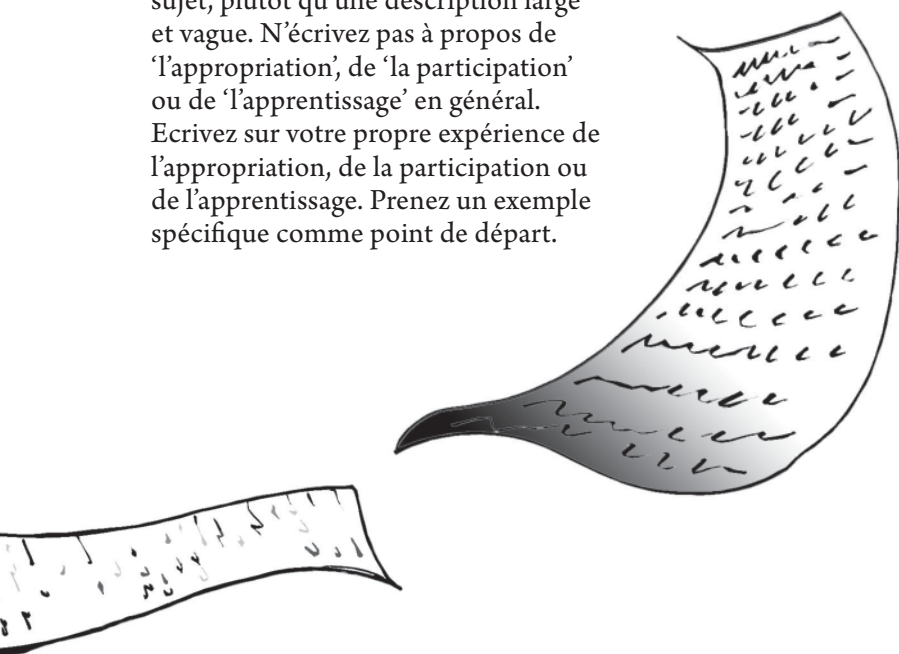 sujet, plutôt qu’une description large
et vague. N’écrivez pas à propos de
‘l’appropriation’, de ‘la participation’
ou de ‘l’apprentissage’ en général.
Ecrivez sur votre propre expérience de
l’appropriation, de la participation ou
de l’apprentissage. Prenez un exemple
spécifique comme point de départ.